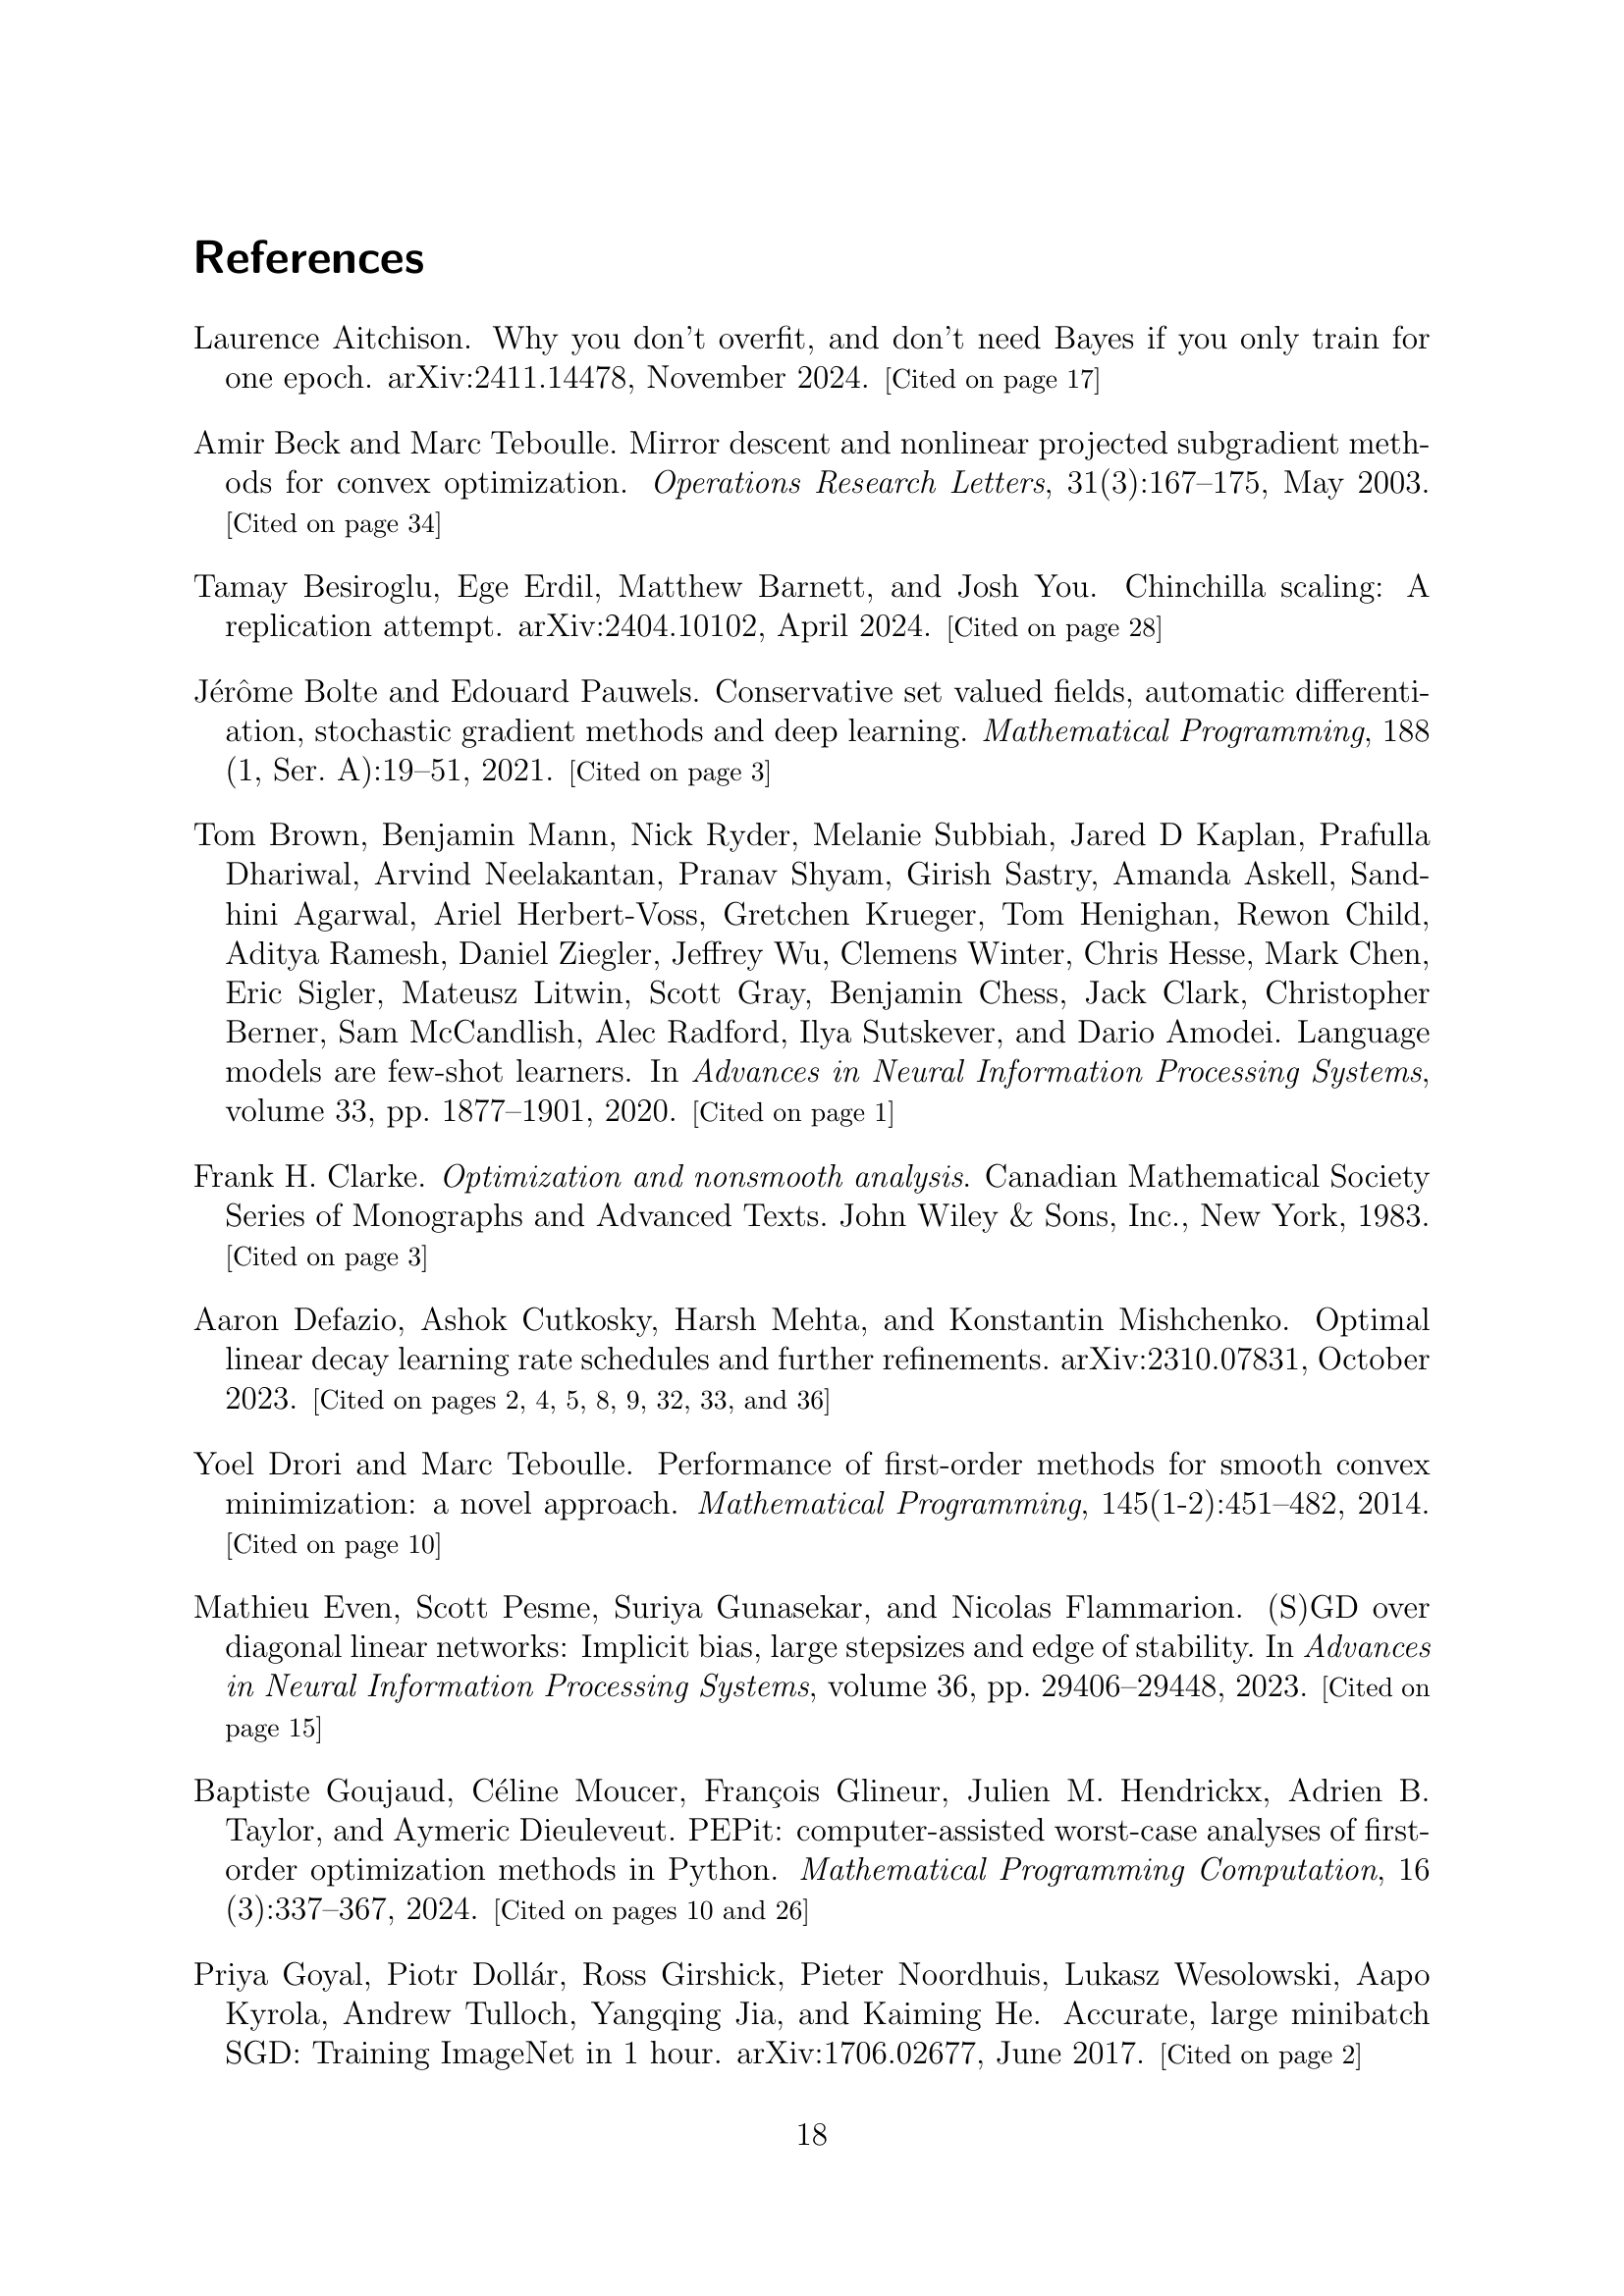 References
Laurence Aitchison. Why you don't overfit, and don't need Bayes if you only train for
one epoch. arXiv:2411.14478, November 2024. [Cited on page 17]
Amir Beck and Marc Teboulle. Mirror descent and nonlinear projected subgradient meth-
ods for convex optimization. Operations Research Letters, 31(3):167–175, May 2003.
[Cited on page 34]
Tamay Besiroglu, Ege Erdil, Matthew Barnett, and Josh You. Chinchilla scaling: A
replication attempt. arXiv:2404.10102, April 2024. [Cited on page 28]
Jérôme Bolte and Edouard Pauwels. Conservative set valued fields, automatic differenti-
ation, stochastic gradient methods and deep learning. Mathematical Programming, 188
(1, Ser. A):19–51, 2021. [Cited on page 3]
Tom Brown, Benjamin Mann, Nick Ryder, Melanie Subbiah, Jared D Kaplan, Prafulla
Dhariwal, Arvind Neelakantan, Pranav Shyam, Girish Sastry, Amanda Askell, Sand-
hini Agarwal, Ariel Herbert-Voss, Gretchen Krueger, Tom Henighan, Rewon Child,
Aditya Ramesh, Daniel Ziegler, Jeffrey Wu, Clemens Winter, Chris Hesse, Mark Chen,
Eric Sigler, Mateusz Litwin, Scott Gray, Benjamin Chess, Jack Clark, Christopher
Berner, Sam McCandlish, Alec Radford, Ilya Sutskever, and Dario Amodei. Language
models are few-shot learners. In Advances in Neural Information Processing Systems,
volume 33, pp. 1877–1901, 2020. [Cited on page 1]
Frank H. Clarke. Optimization and nonsmooth analysis. Canadian Mathematical Society
Series of Monographs and Advanced Texts. John Wiley & Sons, Inc., New York, 1983.
[Cited on page 3]
Aaron Defazio, Ashok Cutkosky, Harsh Mehta, and Konstantin Mishchenko. Optimal
linear decay learning rate schedules and further refinements. arXiv:2310.07831, October
2023. [Cited on pages 2, 4, 5, 8, 9, 32, 33, and 36]
Yoel Drori and Marc Teboulle. Performance of first-order methods for smooth convex
minimization: a novel approach. Mathematical Programming, 145(1-2):451–482, 2014.
[Cited on page 10]
Mathieu Even, Scott Pesme, Suriya Gunasekar, and Nicolas Flammarion. (S)GD over
diagonal linear networks: Implicit bias, large stepsizes and edge of stability. In Advances
in Neural Information Processing Systems, volume 36, pp. 29406–29448, 2023. [Cited on
page 15]
Baptiste Goujaud, Céline Moucer, François Glineur, Julien M. Hendrickx, Adrien B.
Taylor, and Aymeric Dieuleveut. PEPit: computer-assisted worst-case analyses of first-
order optimization methods in Python. Mathematical Programming Computation, 16
(3):337–367, 2024. [Cited on pages 10 and 26]
Priya Goyal, Piotr Dollár, Ross Girshick, Pieter Noordhuis, Lukasz Wesolowski, Aapo
Kyrola, Andrew Tulloch, Yangqing Jia, and Kaiming He. Accurate, large minibatch
SGD: Training ImageNet in 1 hour. arXiv:1706.02677, June 2017. [Cited on page 2]
18